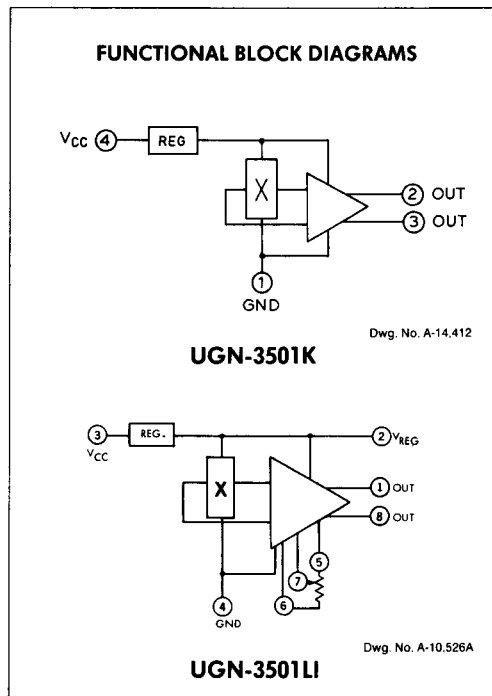 FUNCTIONAL BLOCK DIAGRAMS
VCC 4 REG
X
2 OUT
3 OUT
1
GND
Dwg. No. A-14,412
UGN-3501K
3 REG. 2 VREG
VCC
X
1 OUT
8 OUT
5
7
4 6
GND
Dwg. No. A-10,526A
UGN-3501LI